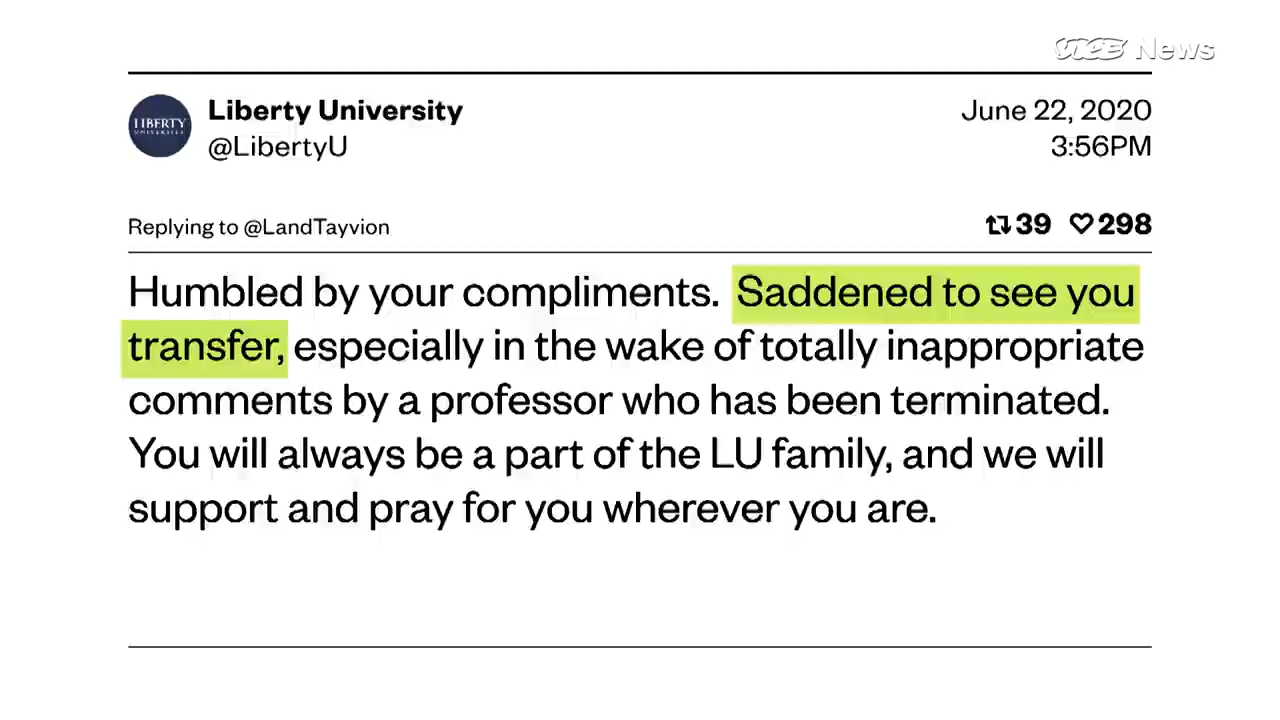 VICE News
Liberty University
June 22, 2020
LIBERTY
UNIVERSITY
@LibertyU
3:56PM
Replying to @LandTayvion
39 298
Humbled by your compliments. Saddened to see you
transfer, especially in the wake of totally inappropriate
comments by a professor who has been terminated.
You will always be a part of the LU family, and we will
support and pray for you wherever you are.